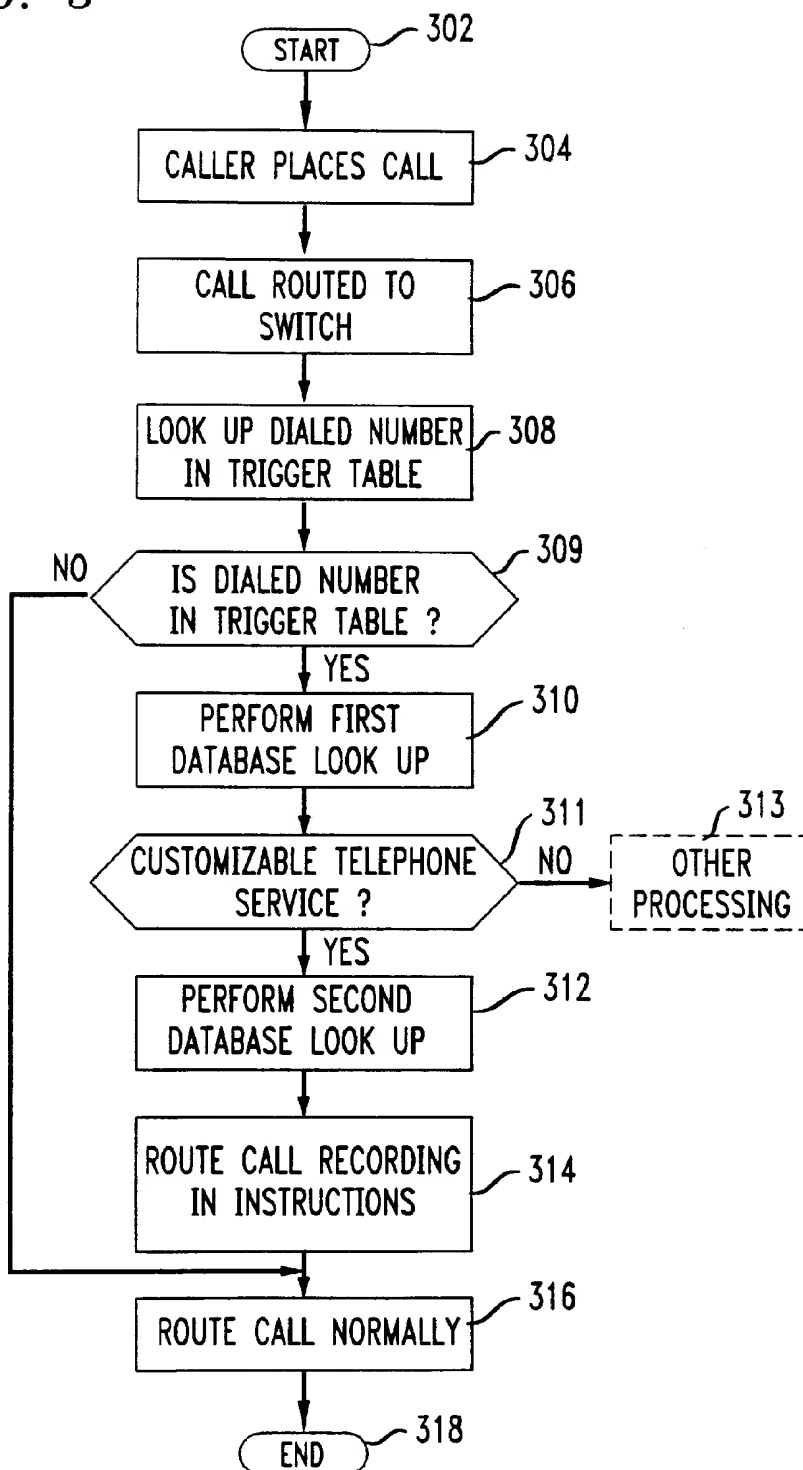 START
302
CALLER PLACES CALL
304
CALL ROUTED TO
SWITCH
306
LOOK UP DIALED NUMBER
IN TRIGGER TABLE
308
309
NO
IS DIALED NUMBER
IN TRIGGER TABLE ?
YES
PERFORM FIRST
DATABASE LOOK UP
310
311
CUSTOMIZABLE TELEPHONE
SERVICE ?
NO
313
OTHER
PROCESSING
YES
PERFORM SECOND
DATABASE LOOK UP
312
ROUTE CALL RECORDING
IN INSTRUCTIONS
314
ROUTE CALL NORMALLY
316
END
318